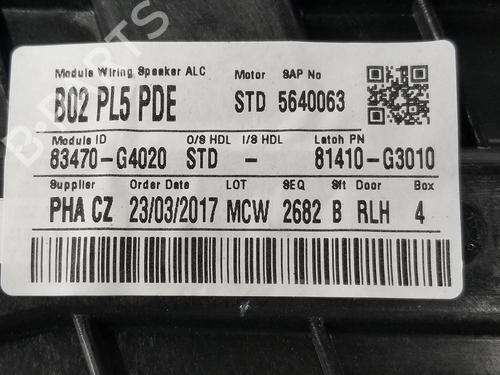 B-PARTS
Module Wiring Speaker ALC Motor SAP No
B02 PL5 PDE STD 5640063
Module ID O/S HDL I/S HDL Latch PN
83470-G4020 STD - 81410-G3010
Supplier Order Date LOT SEQ Sft Door Box
PHA CZ 23/03/2017 MCW 2682 B RLH 4